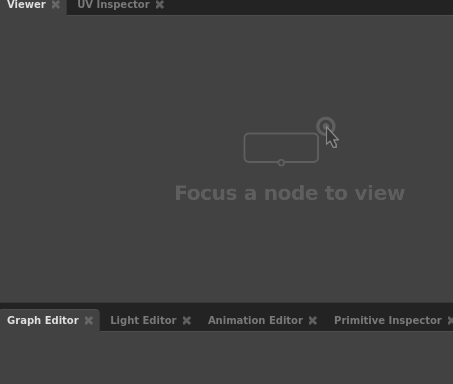 Viewer UV Inspector
Focus a node to view
Graph Editor Light Editor Animation Editor Primitive Inspector